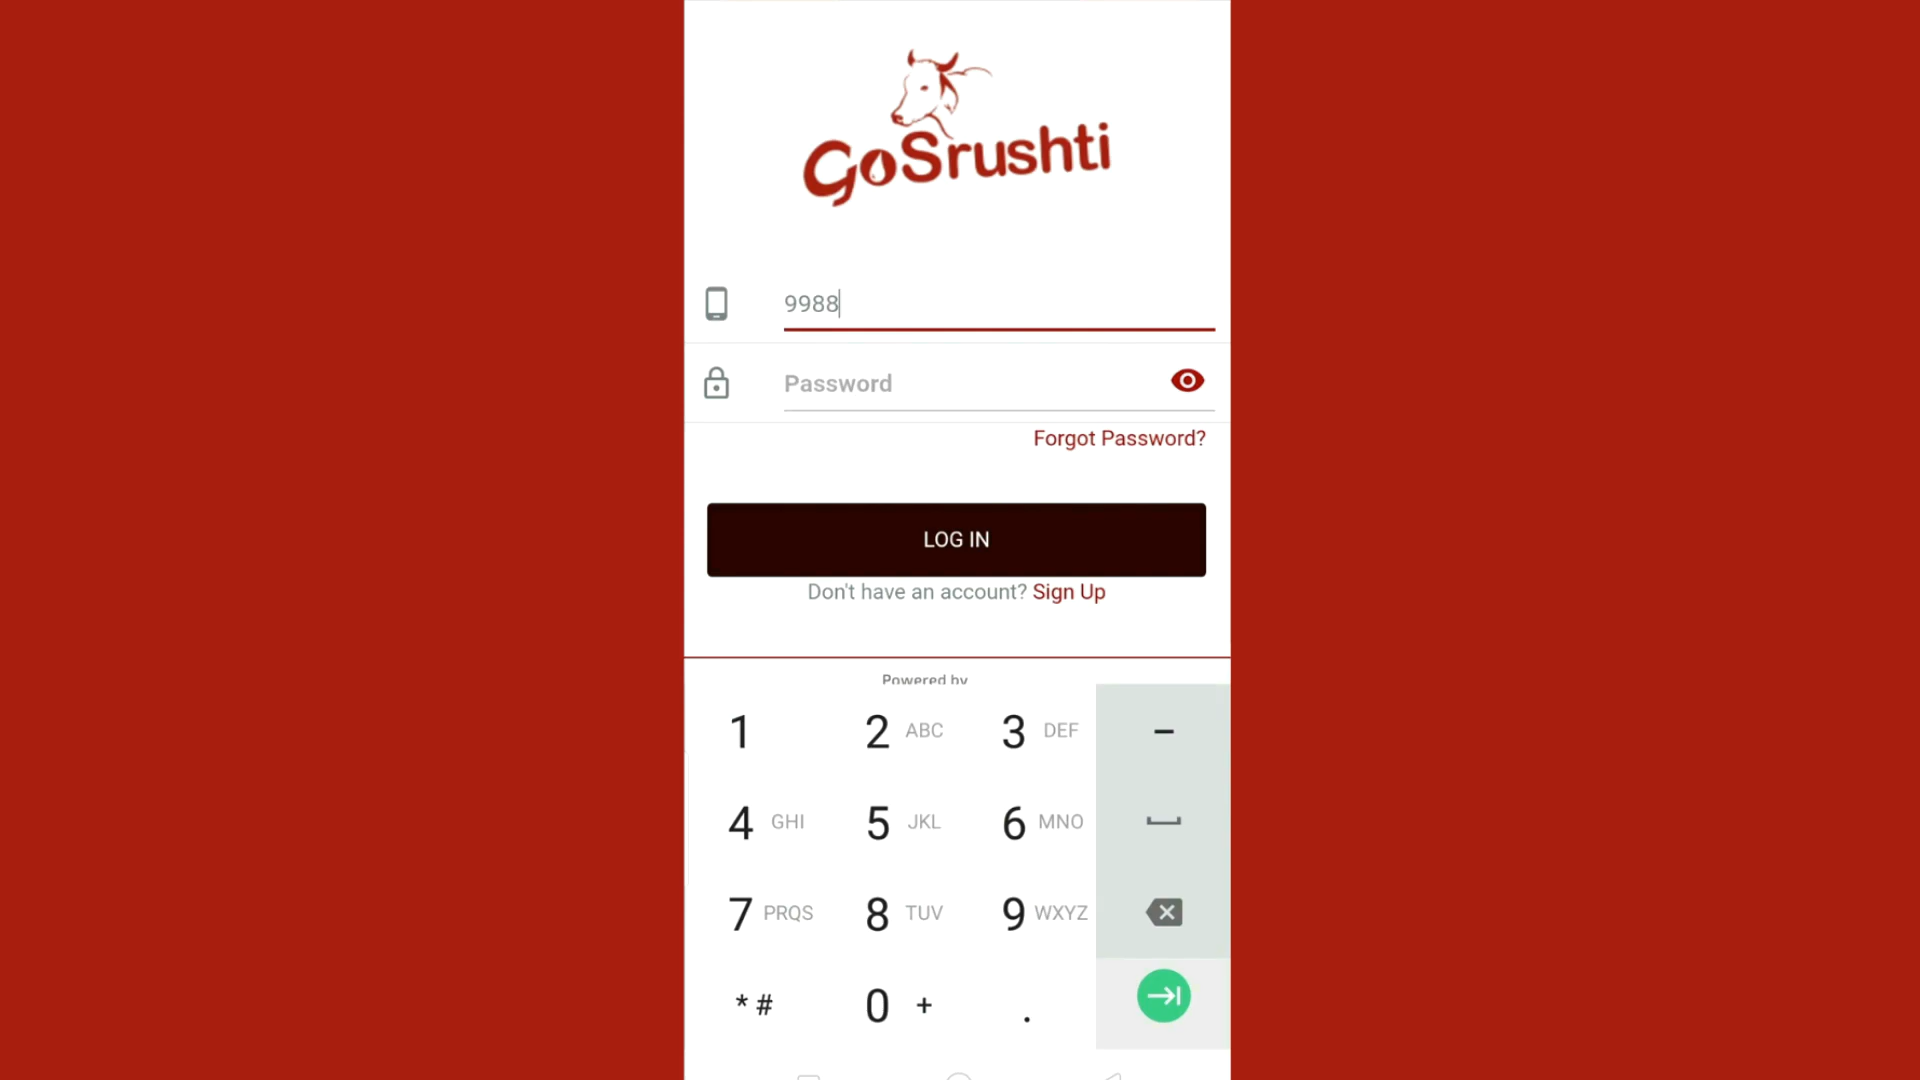 GoSrushti
9988
Password
Forgot Password?
LOG IN
Don't have an account? Sign Up
Powered by
1 2 ABC 3 DEF –
4 GHI 5 JKL 6 MNO
7 PRQS 8 TUV 9 WXYZ
* # 0 + .